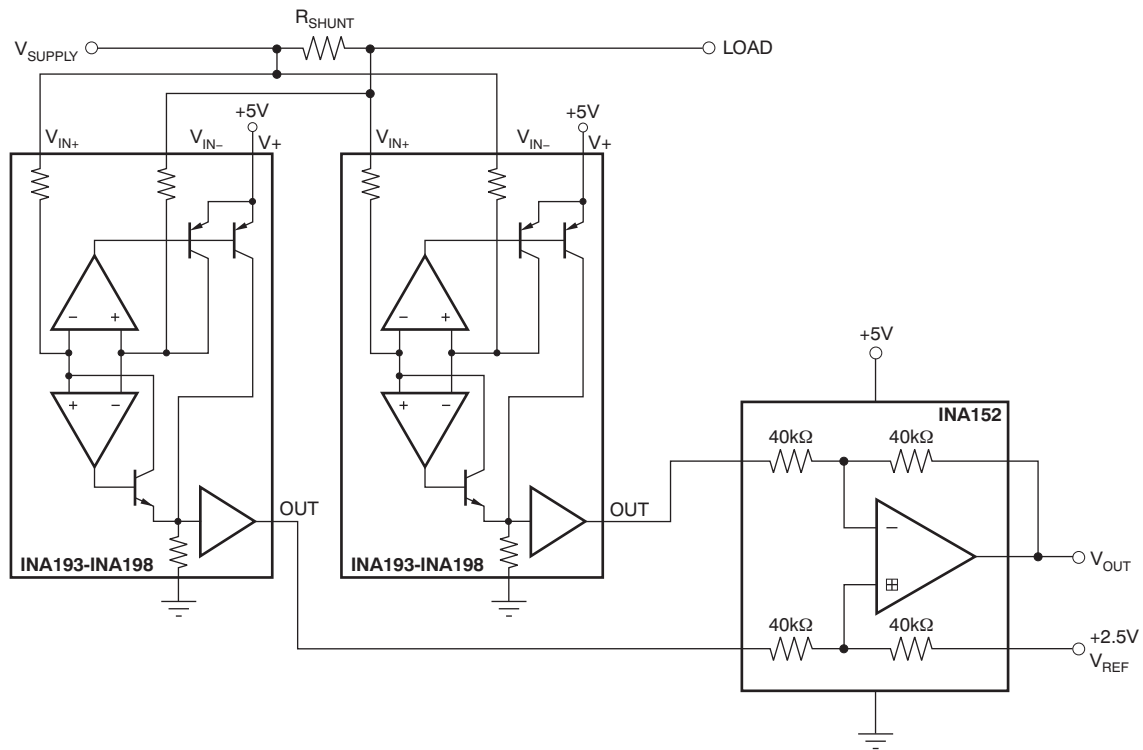 R_SHUNT
V_SUPPLY
LOAD
+5V
+5V
V_IN+
V_IN−
V+
V_IN+
V_IN−
V+
− +
− +
+ −
+ −
+5V
INA152
40kΩ
40kΩ
OUT
OUT
−
+
V_OUT
INA193-INA198
INA193-INA198
40kΩ
40kΩ
+2.5V
V_REF